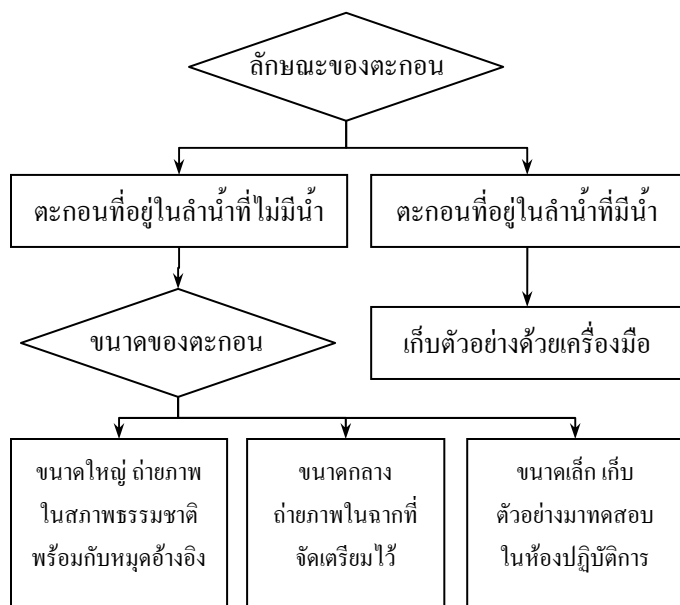 ลักษณะของตะกอน
ตะกอนที่อยู่ในลำน้ำที่ไม่มีน้ำ
ตะกอนที่อยู่ในลำน้ำที่มีน้ำ
ขนาดของตะกอน
เก็บตัวอย่างด้วยเครื่องมือ
ขนาดใหญ่ ถ่ายภาพ
ในสภาพธรรมชาติ
พร้อมกับหมุดอ้างอิง
ขนาดกลาง
ถ่ายภาพในฉากที่
จัดเตรียมไว้
ขนาดเล็ก เก็บ
ตัวอย่างมาทดสอบ
ในห้องปฏิบัติการ